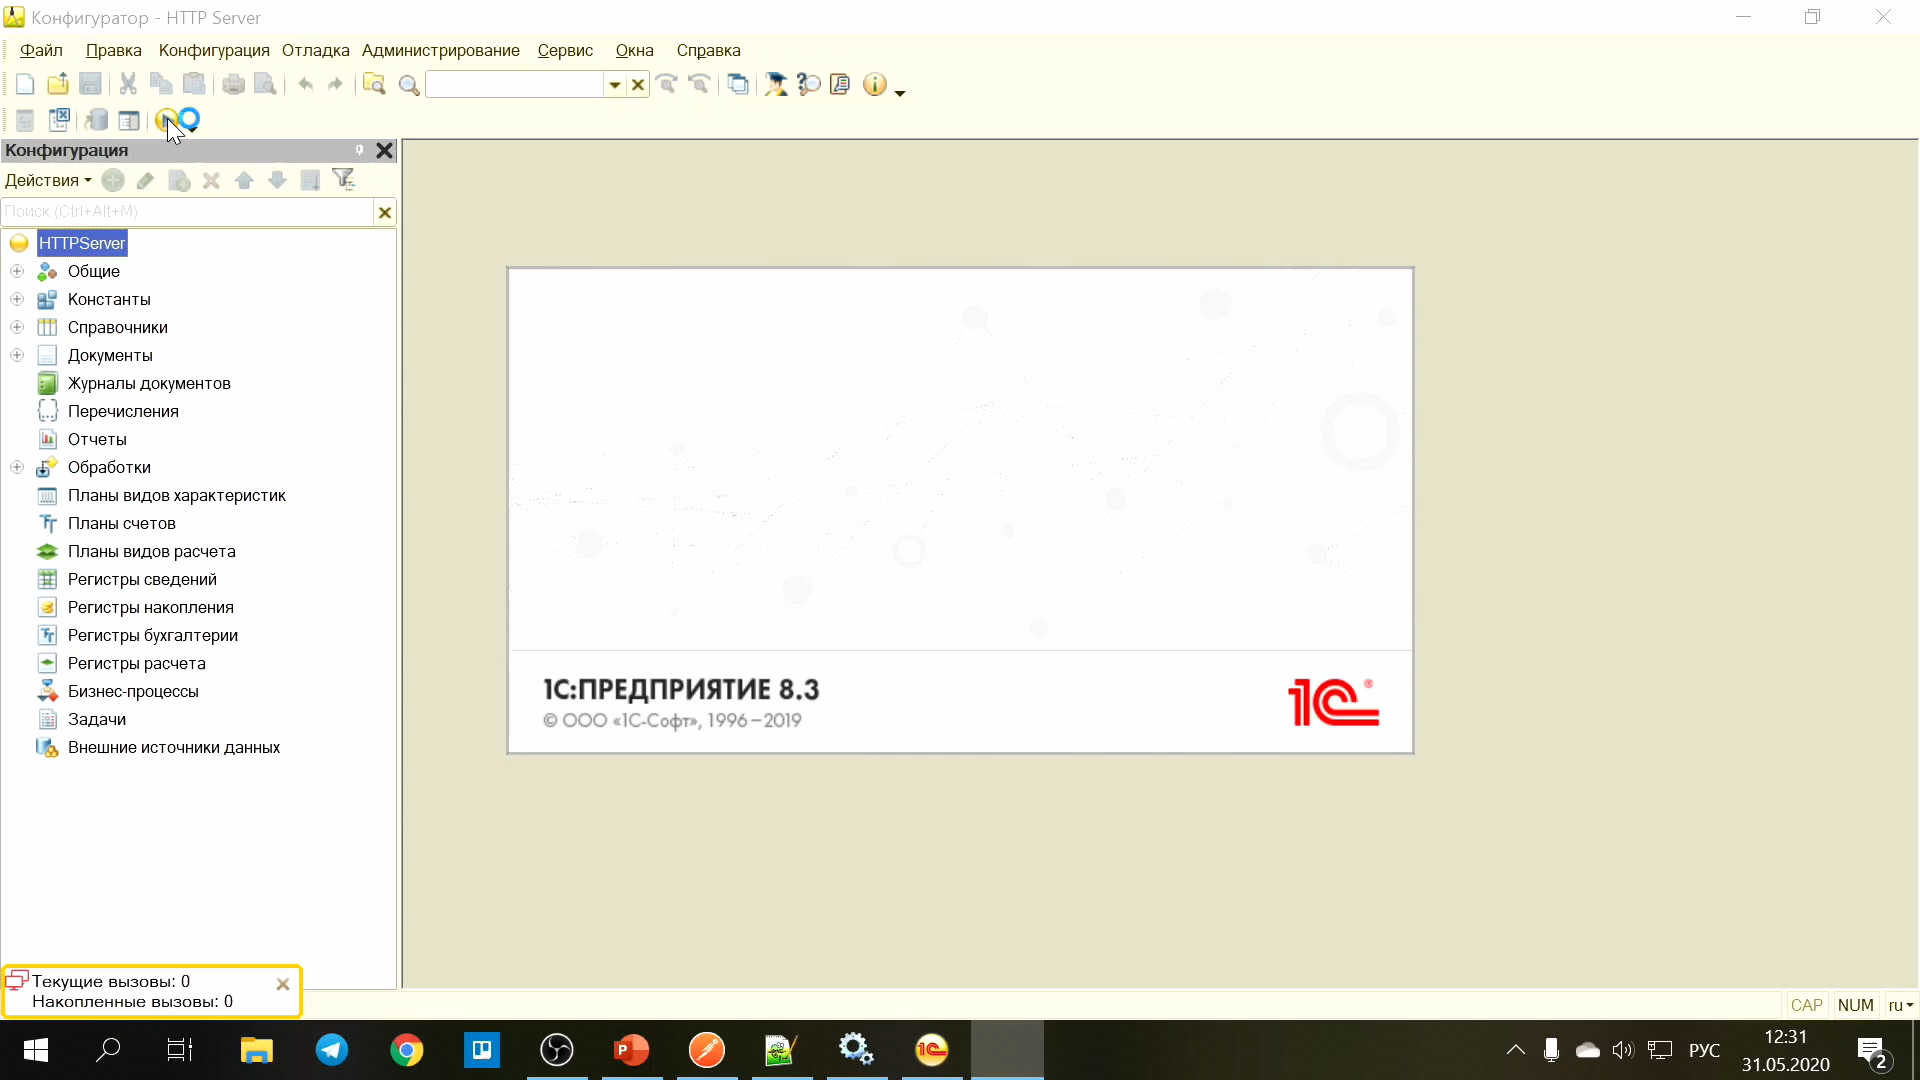 Конфигуратор - HTTP Server
Файл Правка Конфигурация Отладка Администрирование Сервис Окна Справка
Конфигурация
Действия
Поиск (Ctrl+Alt+M)
HTTPServer
Общие
Константы
Справочники
Документы
Журналы документов
Перечисления
Отчеты
Обработки
Планы видов характеристик
Планы счетов
Планы видов расчета
Регистры сведений
Регистры накопления
Регистры бухгалтерии
Регистры расчета
Бизнес-процессы
Задачи
Внешние источники данных
1С:ПРЕДПРИЯТИЕ 8.3
© ООО «1С-Софт», 1996–2019
1С®
Текущие вызовы: 0
Накопленные вызовы: 0
CAP NUM ru
РУС
12:31
31.05.2020
2